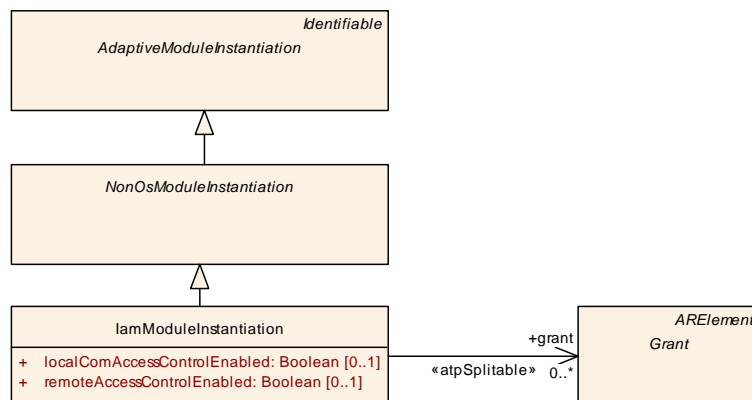 Identifiable
AdaptiveModuleInstantiation
NonOsModuleInstantiation
IamModuleInstantiation
+ localComAccessControlEnabled: Boolean [0..1]
+ remoteAccessControlEnabled: Boolean [0..1]
+grant
«atpSplitable»
0..*
ARElement
Grant